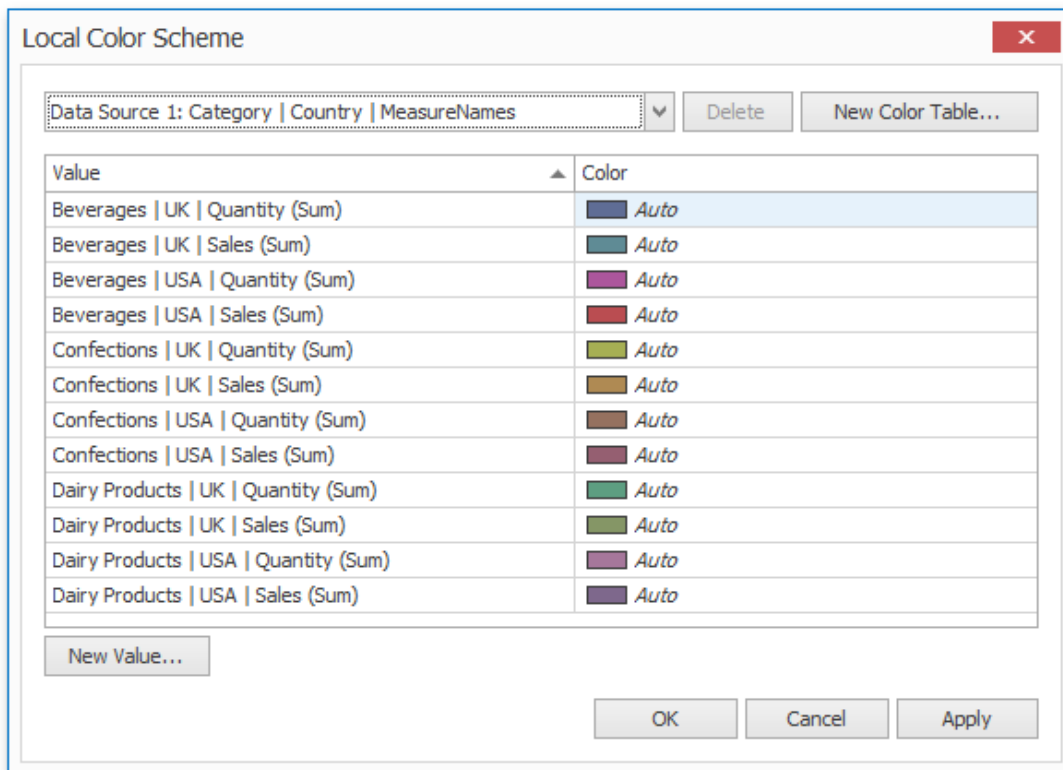 Local Color Scheme
Data Source 1: Category | Country | MeasureNames Delete New Color Table...
Value Color
Beverages | UK | Quantity (Sum) Auto
Beverages | UK | Sales (Sum) Auto
Beverages | USA | Quantity (Sum) Auto
Beverages | USA | Sales (Sum) Auto
Confections | UK | Quantity (Sum) Auto
Confections | UK | Sales (Sum) Auto
Confections | USA | Quantity (Sum) Auto
Confections | USA | Sales (Sum) Auto
Dairy Products | UK | Quantity (Sum) Auto
Dairy Products | UK | Sales (Sum) Auto
Dairy Products | USA | Quantity (Sum) Auto
Dairy Products | USA | Sales (Sum) Auto
New Value...
OK Cancel Apply